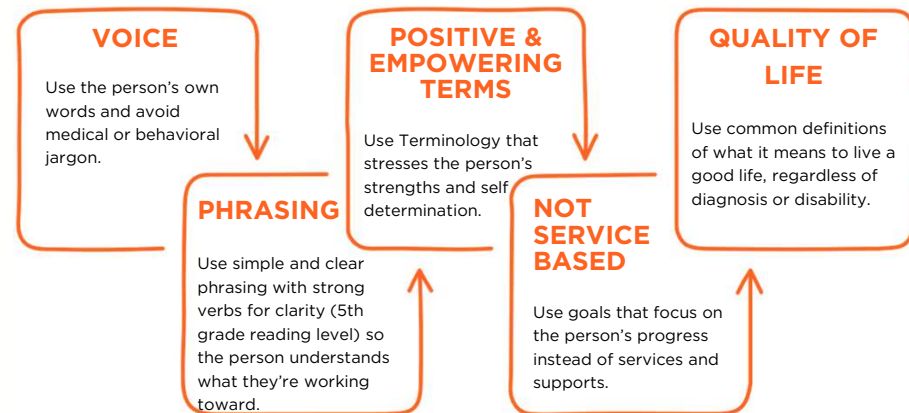 VOICE
Use the person's own
words and avoid
medical or behavioral
jargon.
PHRASING
Use simple and clear
phrasing with strong
verbs for clarity (5th
grade reading level) so
the person understands
what they're working
toward.
POSITIVE &
EMPOWERING
TERMS
Use Terminology that
stresses the person's
strengths and self
determination.
NOT
SERVICE
BASED
Use goals that focus on
the person's progress
instead of services and
supports.
QUALITY OF
LIFE
Use common definitions
of what it means to live a
good life, regardless of
diagnosis or disability.